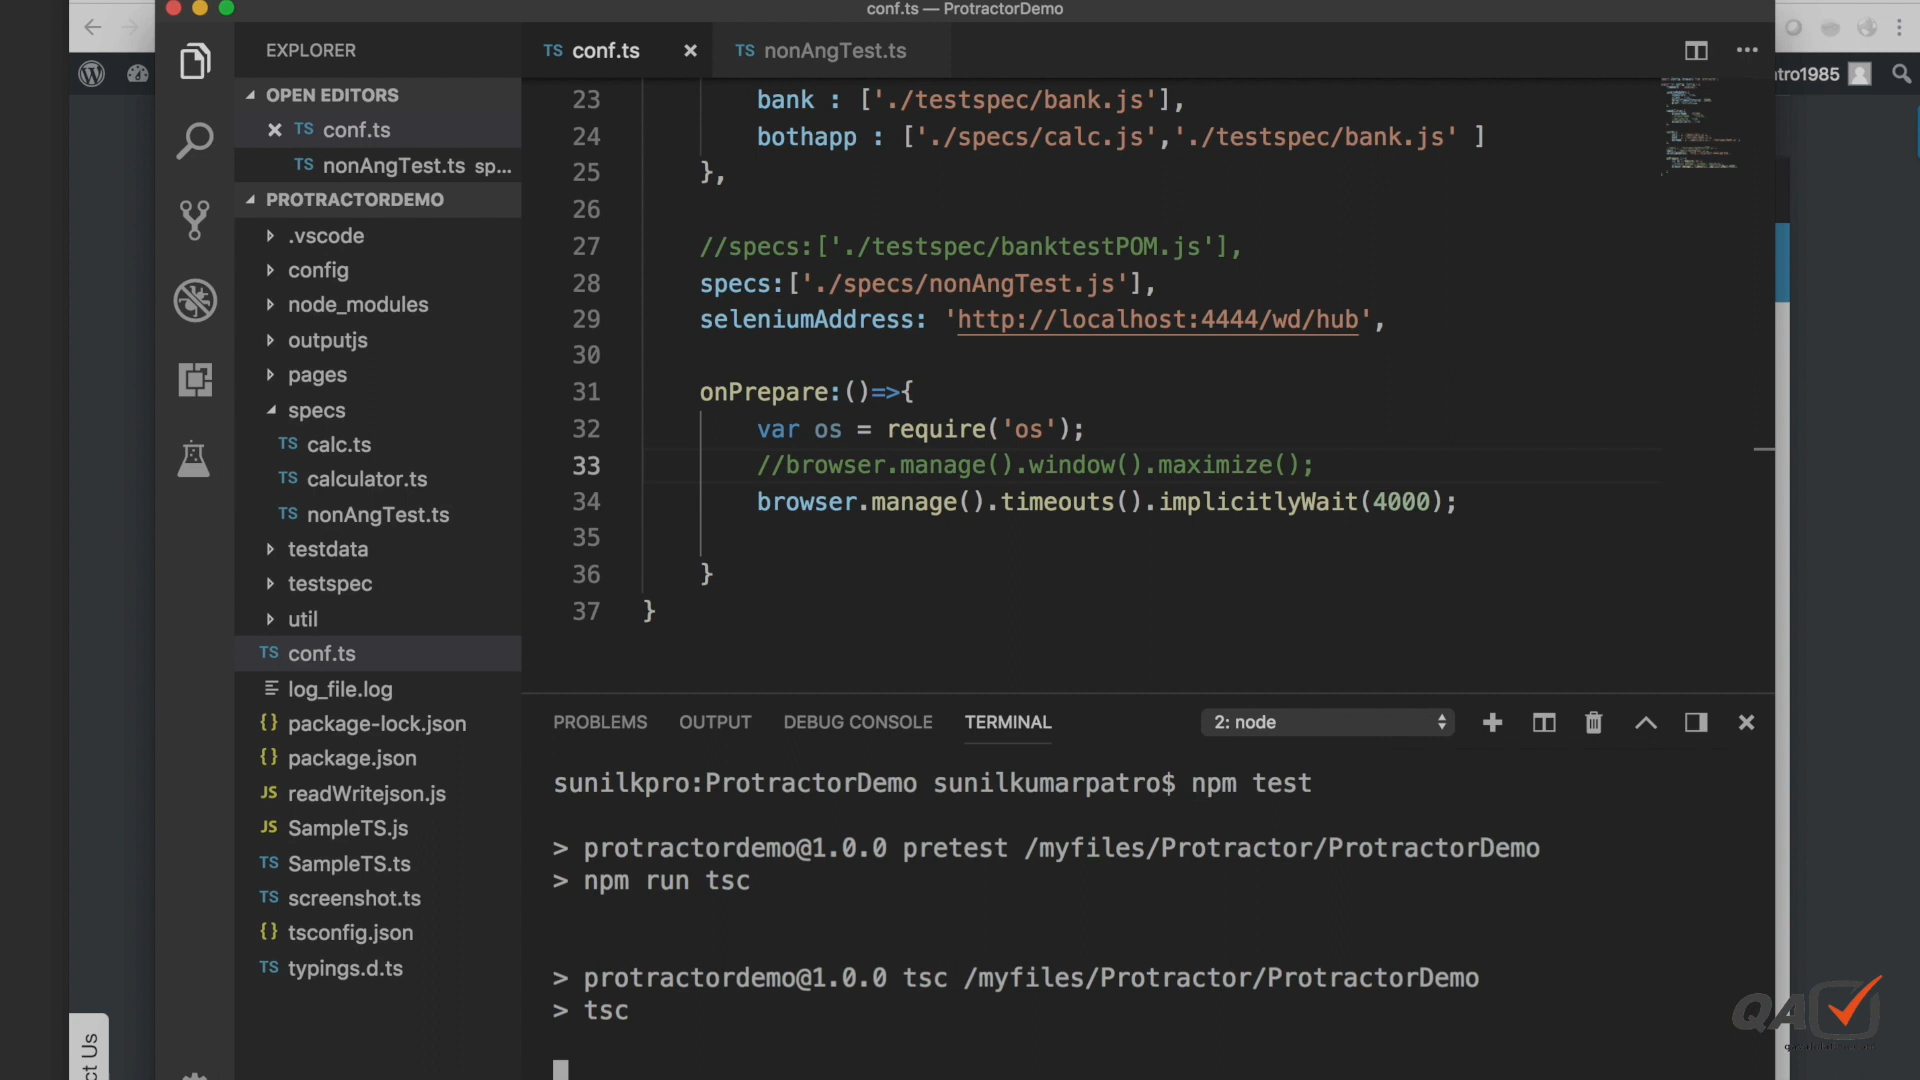 conf.ts — ProtractorDemo
tro1985
EXPLORER
OPEN EDITORS
TS conf.ts
TS nonAngTest.ts sp...
PROTRACTORDEMO
.vscode
config
node_modules
outputjs
pages
specs
TS calc.ts
TS calculator.ts
TS nonAngTest.ts
testdata
testspec
util
TS conf.ts
log_file.log
{} package-lock.json
{} package.json
JS readWritejson.js
JS SampleTS.js
TS SampleTS.ts
TS screenshot.ts
{} tsconfig.json
TS typings.d.ts
TS conf.ts
TS nonAngTest.ts
23 bank : ['./testspec/bank.js'],
24 bothapp : ['./specs/calc.js','./testspec/bank.js' ]
25 },
26
27 //specs:['./testspec/banktestPOM.js'],
28 specs:['./specs/nonAngTest.js'],
29 seleniumAddress: 'http://localhost:4444/wd/hub',
30
31 onPrepare:()=>{
32 var os = require('os');
33 //browser.manage().window().maximize();
34 browser.manage().timeouts().implicitlyWait(4000);
35
36 }
37 }
PROBLEMS OUTPUT DEBUG CONSOLE TERMINAL 2: node
sunilkpro:ProtractorDemo sunilkumarpatro$ npm test
> protractordemo@1.0.0 pretest /myfiles/Protractor/ProtractorDemo
> npm run tsc
> protractordemo@1.0.0 tsc /myfiles/Protractor/ProtractorDemo
> tsc
ct Us
QA